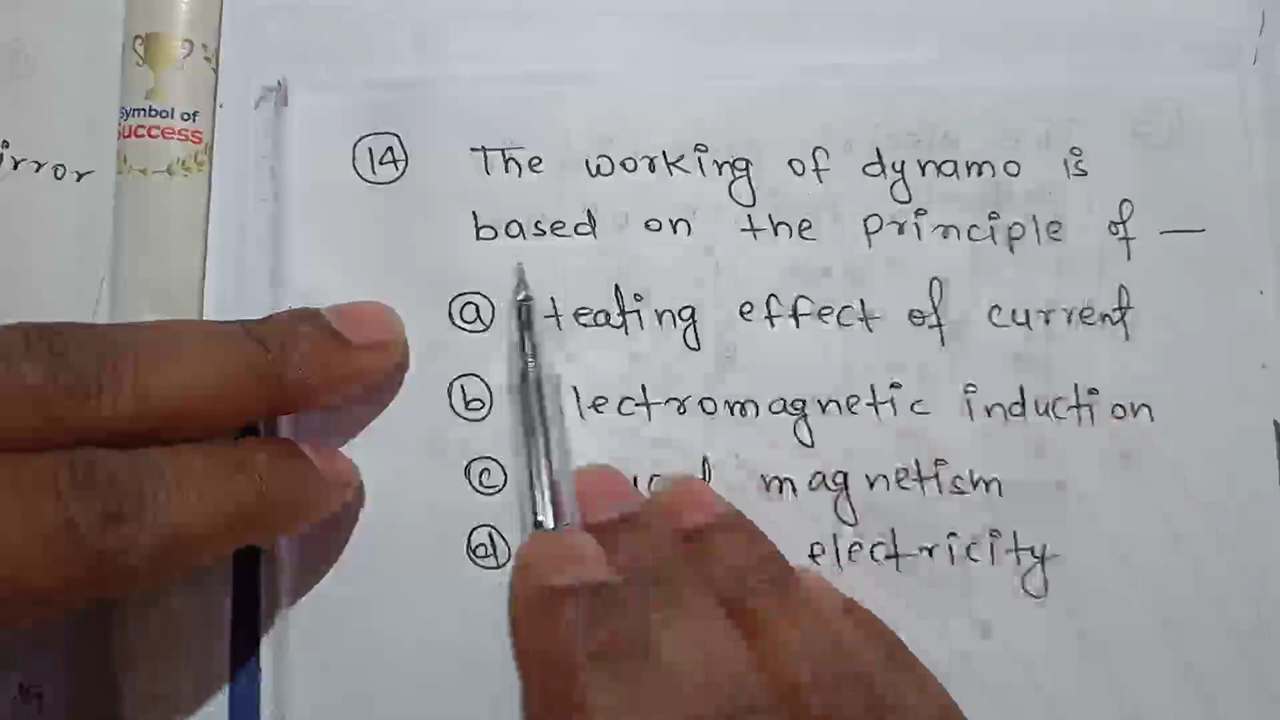 Symbol of
Success
irror
14 The working of dynamo is
based on the principle of —
a teating effect of current
b lectromagnetic induction
c magnetism
d electricity